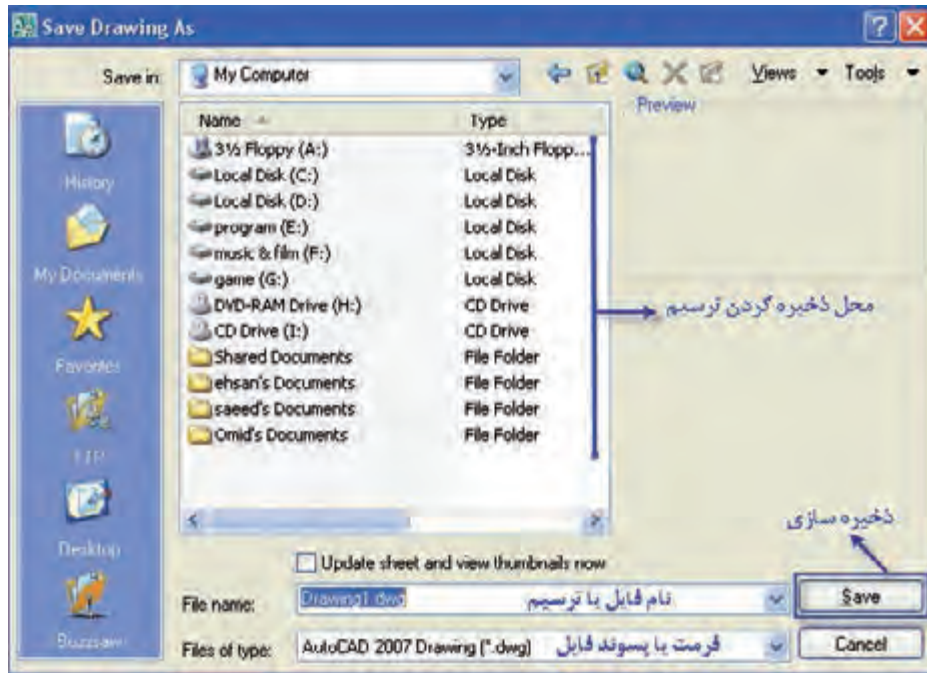 Save Drawing As
Save in: My Computer Views Tools
Preview
Name Type
3½ Floppy (A:) 3½-Inch Flopp...
Local Disk (C:) Local Disk
Local Disk (D:) Local Disk
program (E:) Local Disk
music & film (F:) Local Disk
game (G:) Local Disk
DVD-RAM Drive (H:) CD Drive
CD Drive (I:) CD Drive
Shared Documents File Folder
ehsan's Documents File Folder
saeed's Documents File Folder
Omid's Documents File Folder
History
My Documents
Favorites
FTP
Desktop
Buzzsaw
محل ذخیره کردن ترسیم
ذخیره سازی
Update sheet and view thumbnails now
File name: Drawing1.dwg نام فایل یا ترسیم Save
Files of type: AutoCAD 2007 Drawing (*.dwg) فرمت یا پسوند فایل Cancel